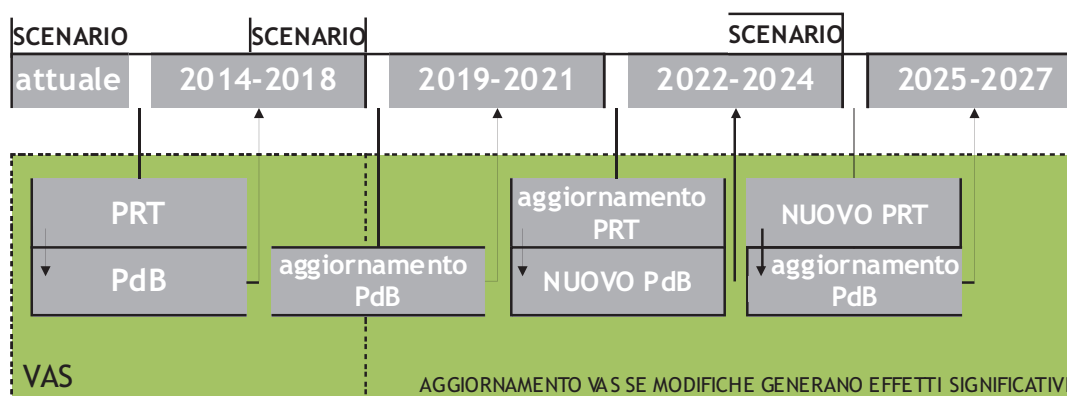 SCENARIO SCENARIO SCENARIO
attuale 2014-2018 2019-2021 2022-2024 2025-2027
PRT
PdB
aggiornamento
PdB
aggiornamento
PRT
NUOVO PdB
NUOVO PRT
aggiornamento
PdB
VAS
AGGIORNAMENTO VAS SE MODIFICHE GENERANO EFFETTI SIGNIFICATIVI